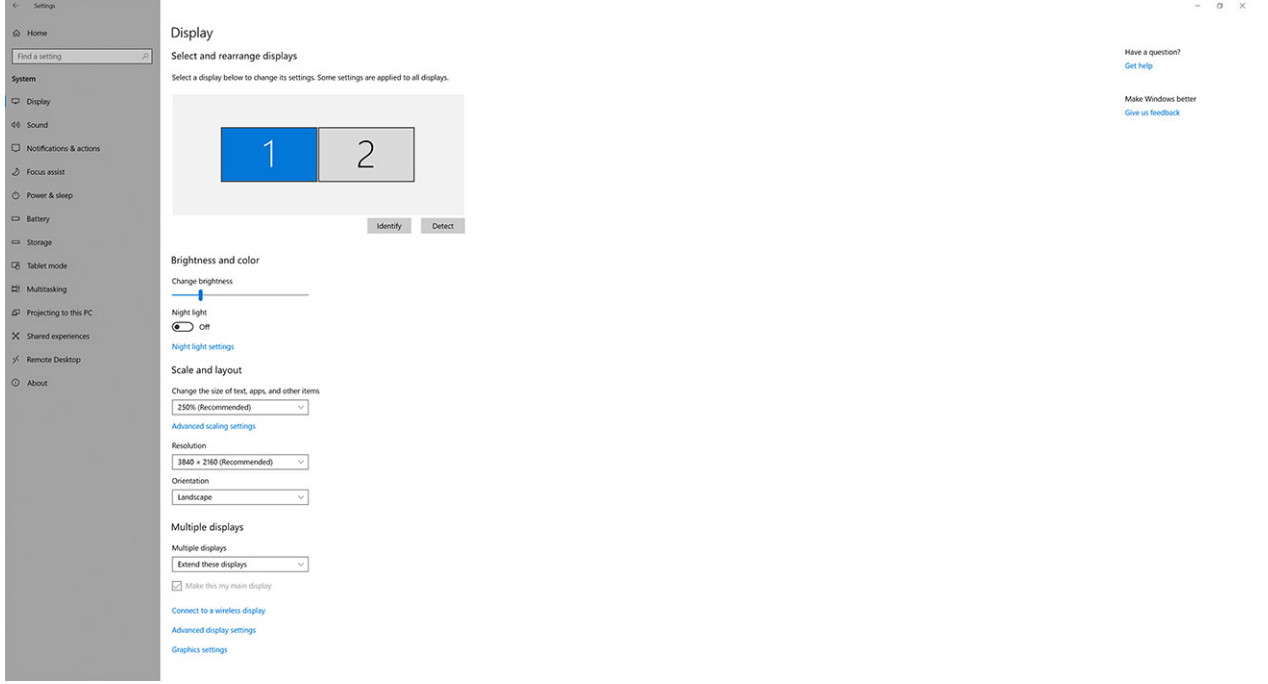 Settings
Home
Find a setting
System
Display
Sound
Notifications & actions
Focus assist
Power & sleep
Battery
Storage
Tablet mode
Multitasking
Projecting to this PC
Shared experiences
Remote Desktop
About
Display
Select and rearrange displays
Select a display below to change its settings. Some settings are applied to all displays.
1 2
Identify Detect
Brightness and color
Change brightness
Night light
Off
Night light settings
Scale and layout
Change the size of text, apps, and other items
250% (Recommended)
Advanced scaling settings
Resolution
3840 × 2160 (Recommended)
Orientation
Landscape
Multiple displays
Multiple displays
Extend these displays
Make this my main display
Connect to a wireless display
Advanced display settings
Graphics settings
Have a question?
Get help
Make Windows better
Give us feedback